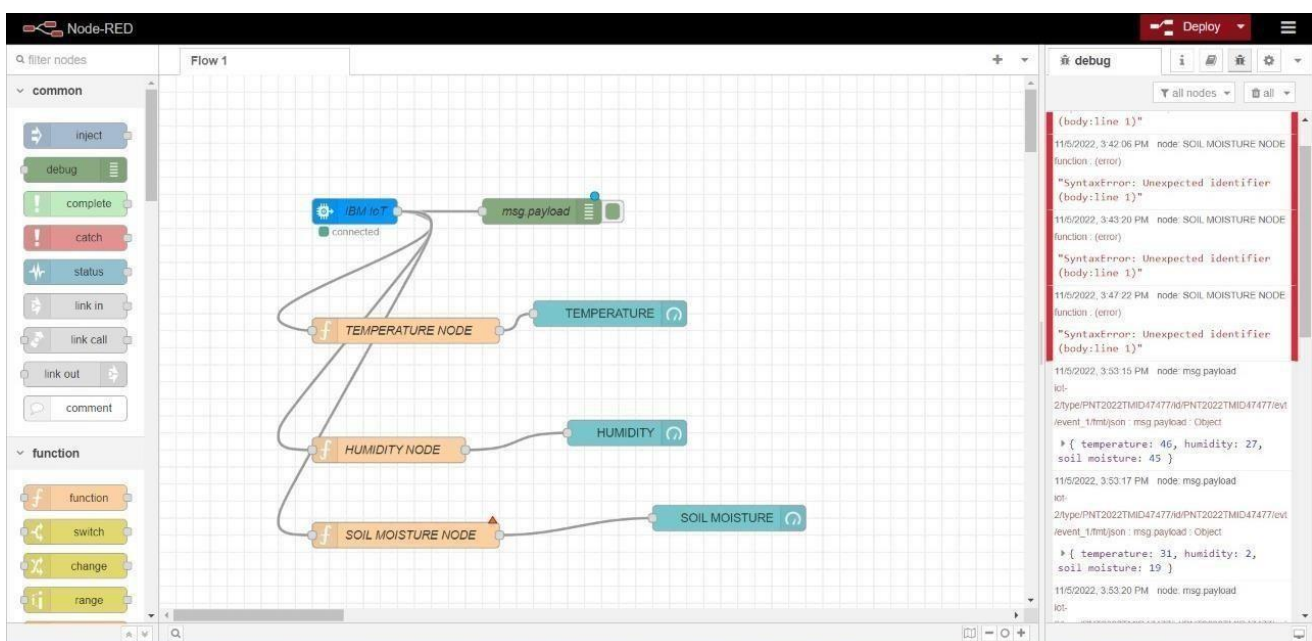 Node-RED
Deploy
filter nodes
Flow 1
debug
i
all nodes
all
common
inject
debug
complete
catch
status
link in
link call
link out
comment
function
function
switch
change
range
IBM IoT
connected
msg.payload
TEMPERATURE NODE
TEMPERATURE
HUMIDITY NODE
HUMIDITY
SOIL MOISTURE NODE
SOIL MOISTURE
(body:line 1)"
11/5/2022, 3:42:06 PM node: SOIL MOISTURE NODE
function : (error)
"SyntaxError: Unexpected identifier
(body:line 1)"
11/5/2022, 3:43:20 PM node: SOIL MOISTURE NODE
function : (error)
"SyntaxError: Unexpected identifier
(body:line 1)"
11/5/2022, 3:47:22 PM node: SOIL MOISTURE NODE
function : (error)
"SyntaxError: Unexpected identifier
(body:line 1)"
11/5/2022, 3:53:15 PM node: msg.payload
iot-
2/type/PNT2022TMID47477/id/PNT2022TMID47477/evt
/event_1/fmt/json : msg.payload : Object
{ temperature: 46, humidity: 27,
soil moisture: 45 }
11/5/2022, 3:53:17 PM node: msg.payload
iot-
2/type/PNT2022TMID47477/id/PNT2022TMID47477/evt
/event_1/fmt/json : msg.payload : Object
{ temperature: 31, humidity: 2,
soil moisture: 19 }
11/5/2022, 3:53:20 PM node: msg.payload
iot-